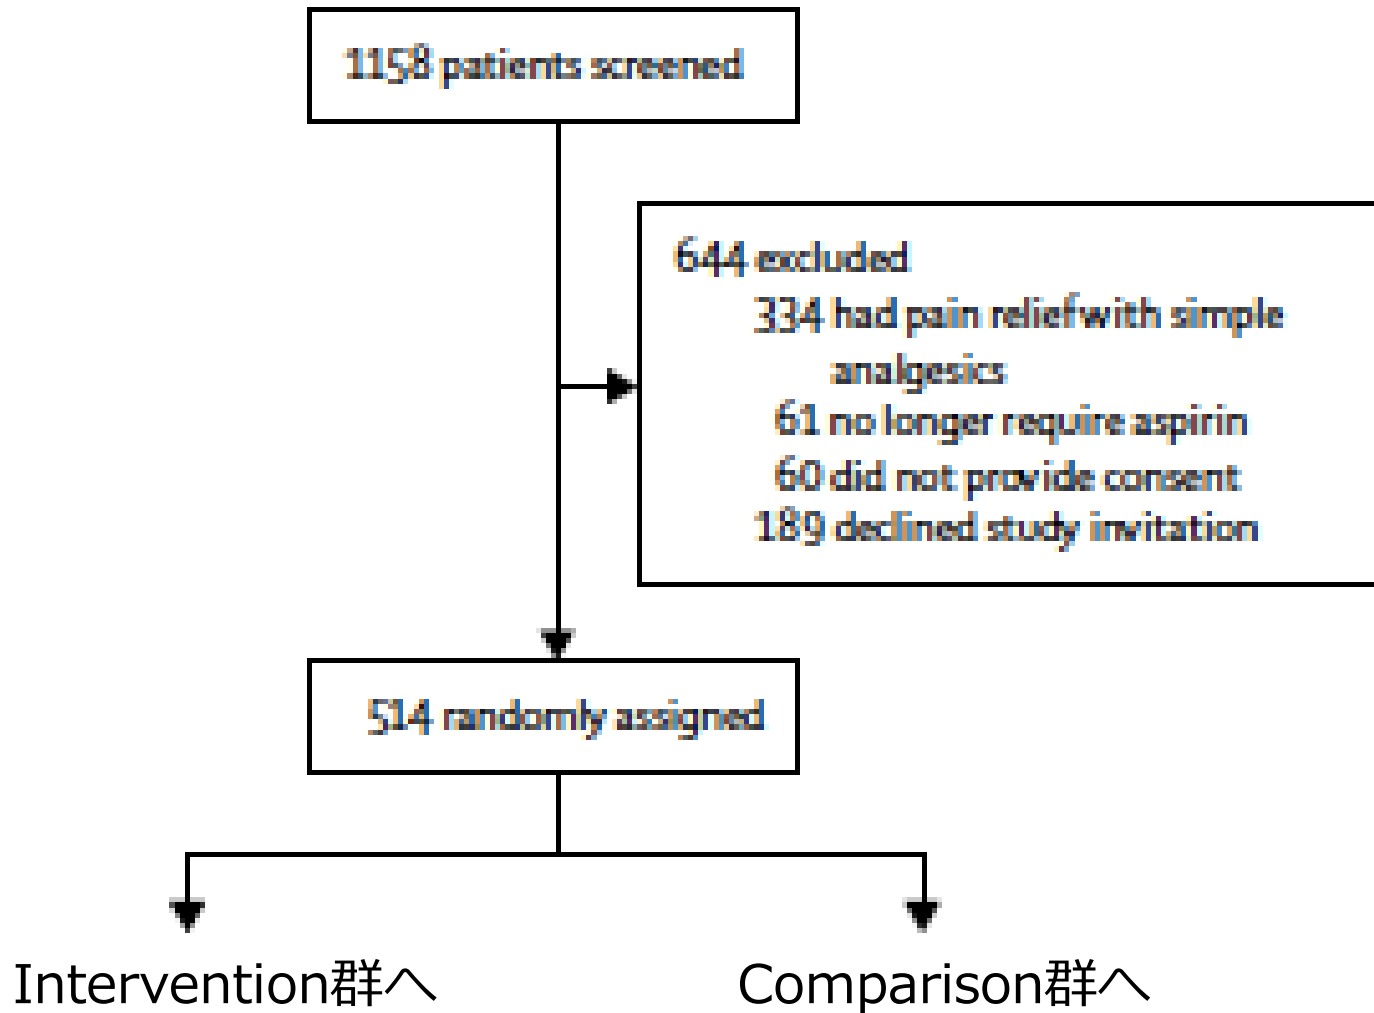 1158 patients screened
644 excluded
334 had pain relief with simple
analgesics
61 no longer require aspirin
60 did not provide consent
189 declined study invitation
514 randomly assigned
Intervention群へ
Comparison群へ